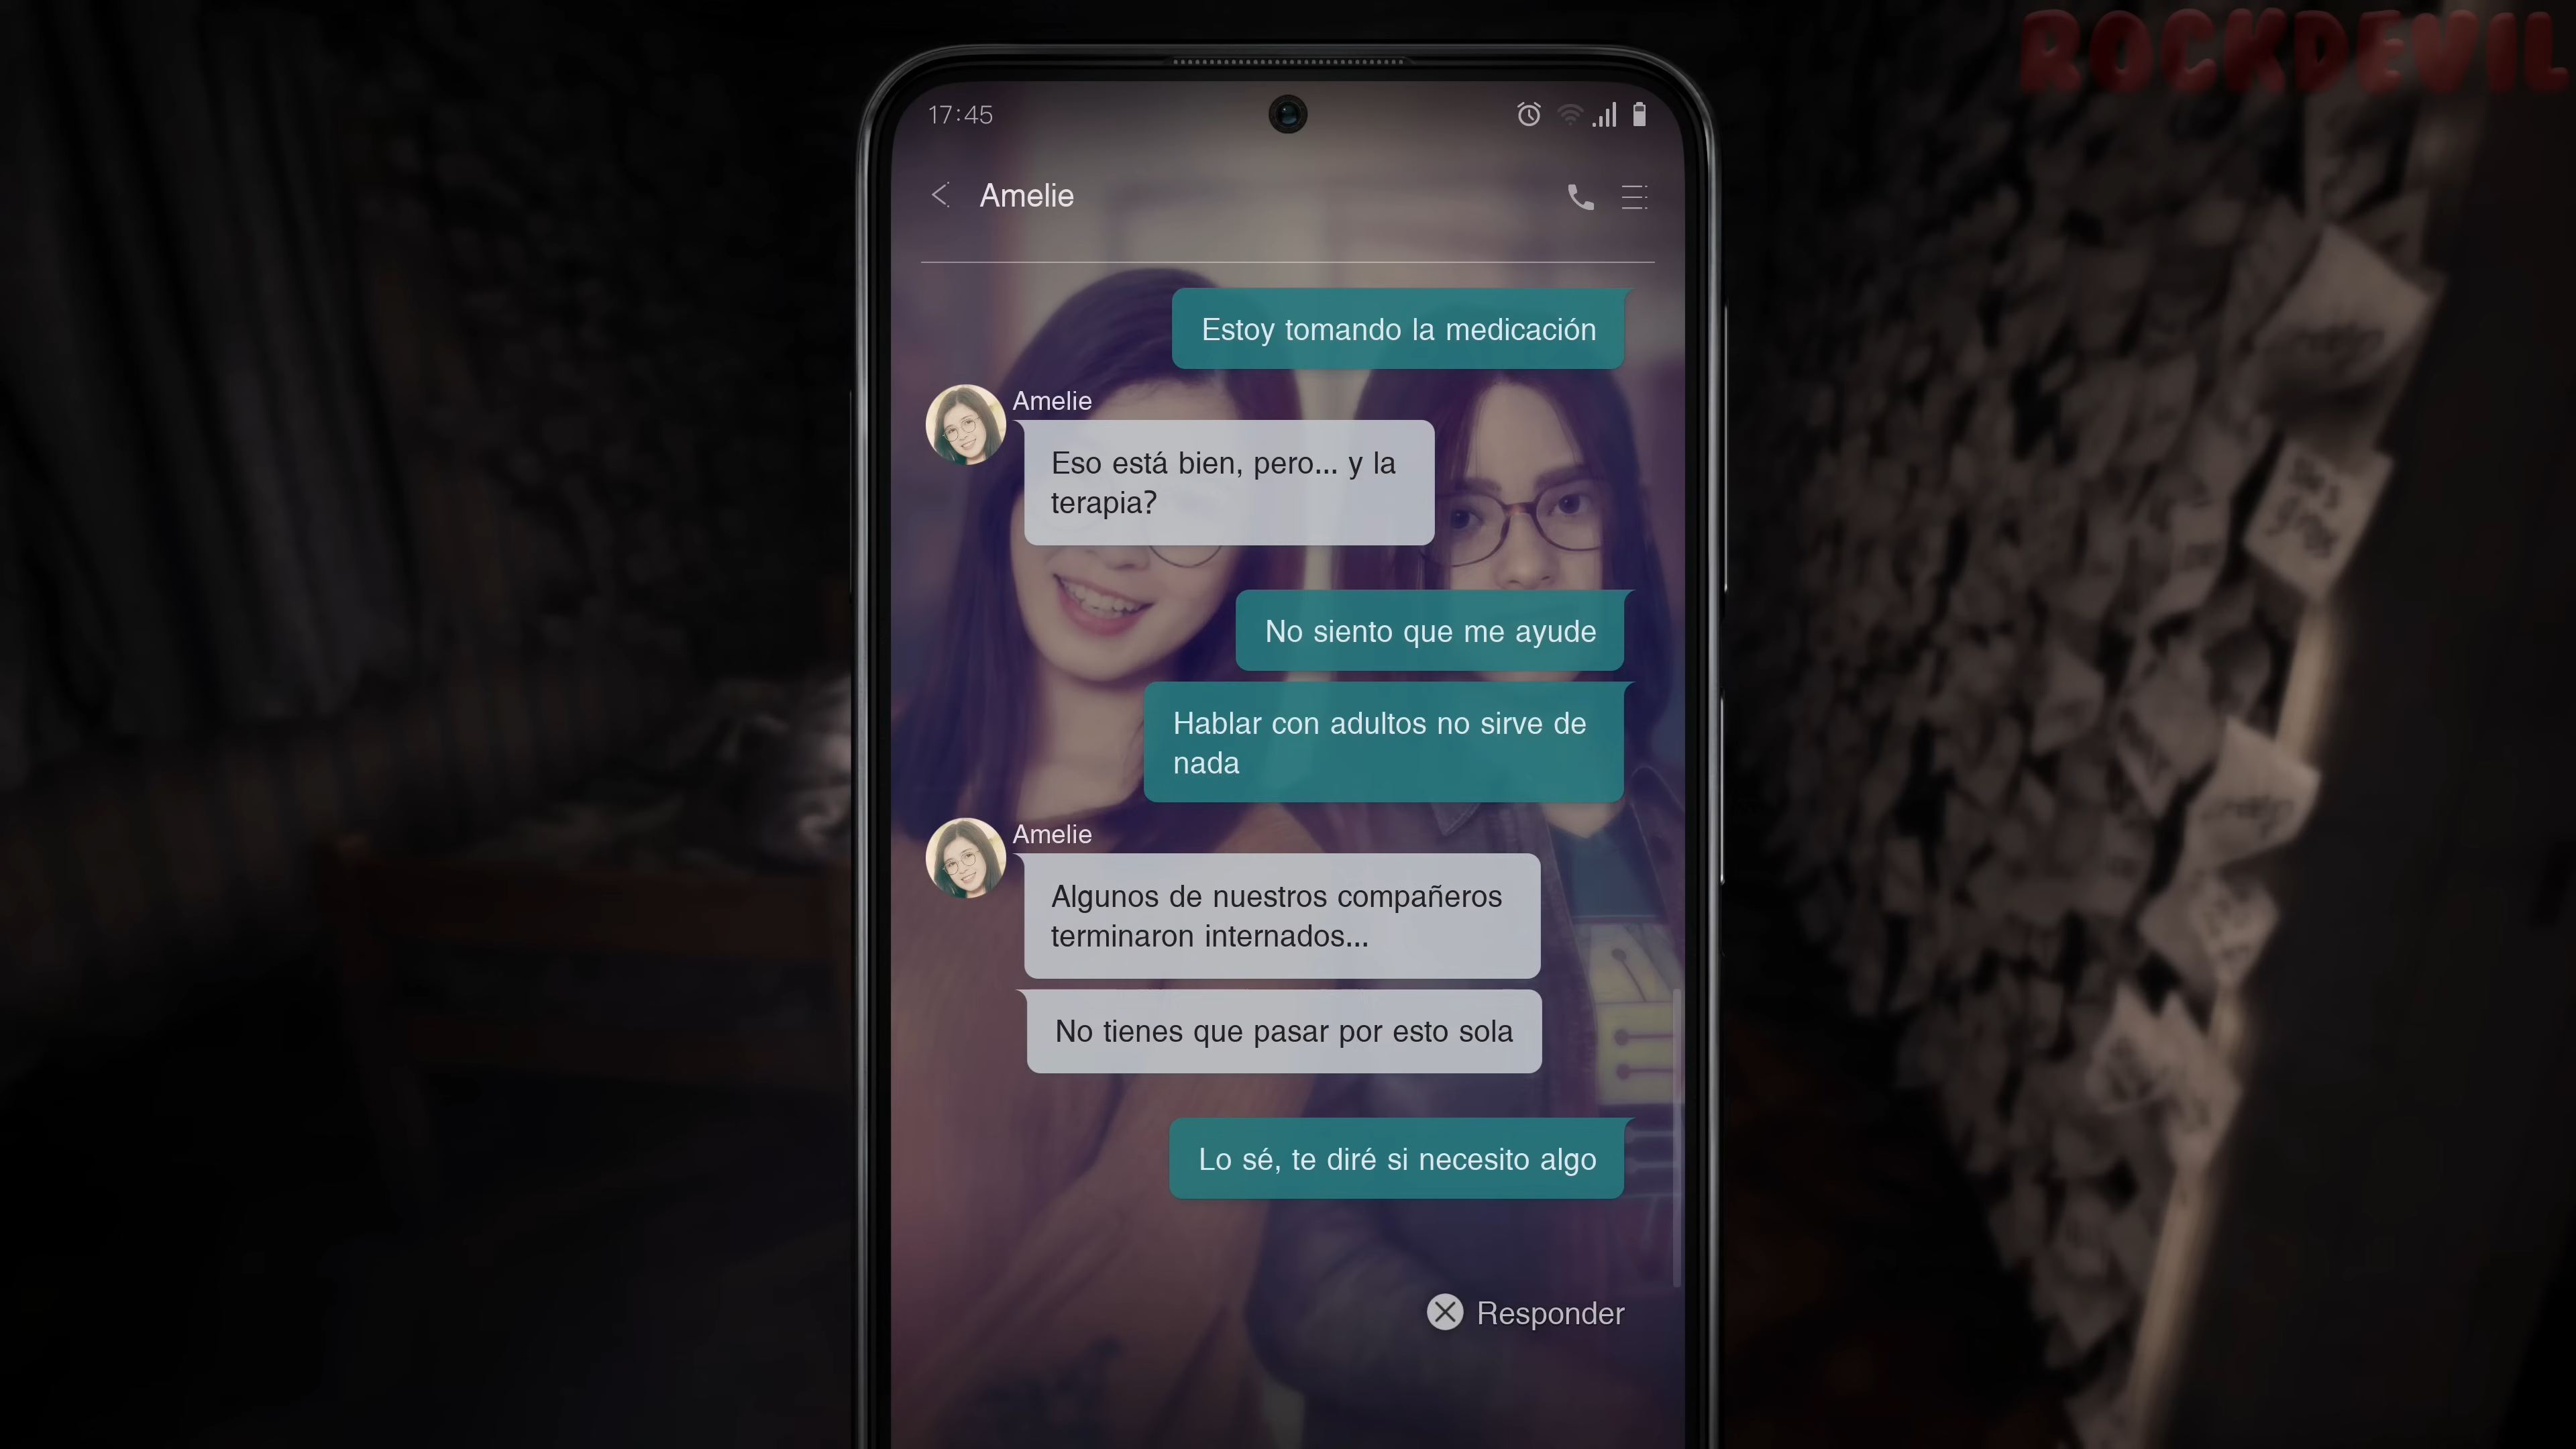 ROCKDEVIL
17:45
Amelie
Estoy tomando la medicación
Amelie
Eso está bien, pero... y la
terapia?
No siento que me ayude
Hablar con adultos no sirve de
nada
Amelie
Algunos de nuestros compañeros
terminaron internados...
No tienes que pasar por esto sola
Lo sé, te diré si necesito algo
Responder